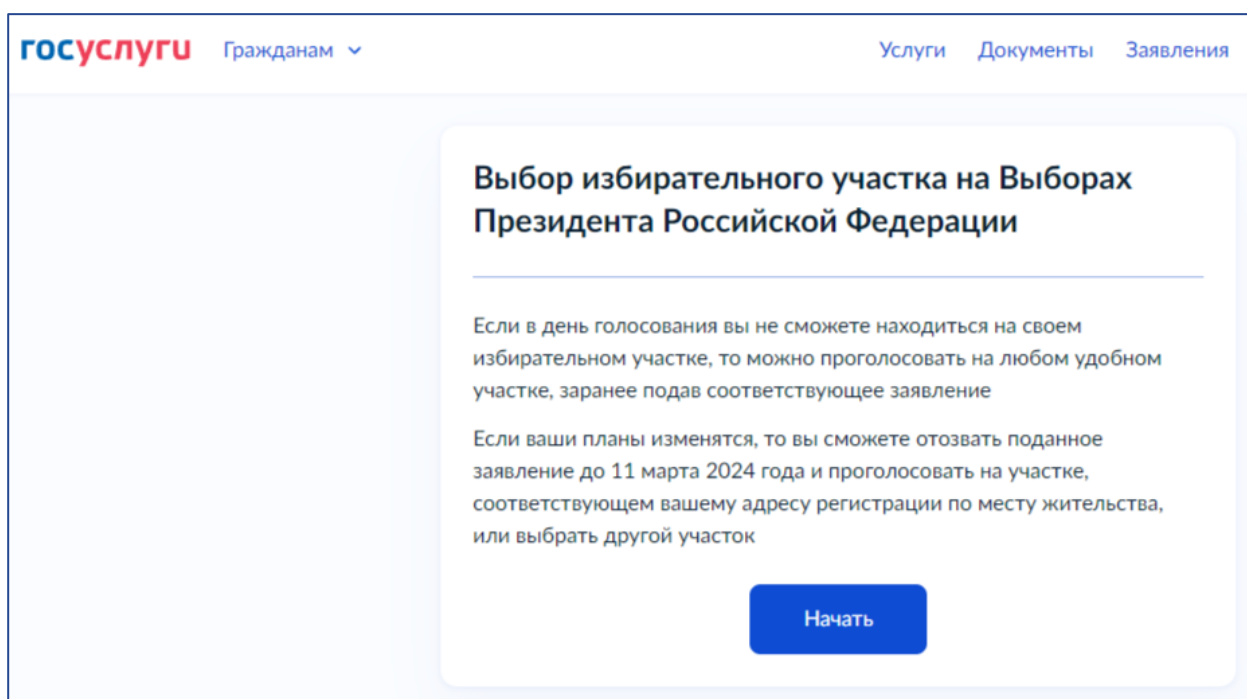 госуслуги Гражданам Услуги Документы Заявления
Выбор избирательного участка на Выборах
Президента Российской Федерации
Если в день голосования вы не сможете находиться на своем
избирательном участке, то можно проголосовать на любом удобном
участке, заранее подав соответствующее заявление
Если ваши планы изменятся, то вы сможете отозвать поданное
заявление до 11 марта 2024 года и проголосовать на участке,
соответствующем вашему адресу регистрации по месту жительства,
или выбрать другой участок
Начать